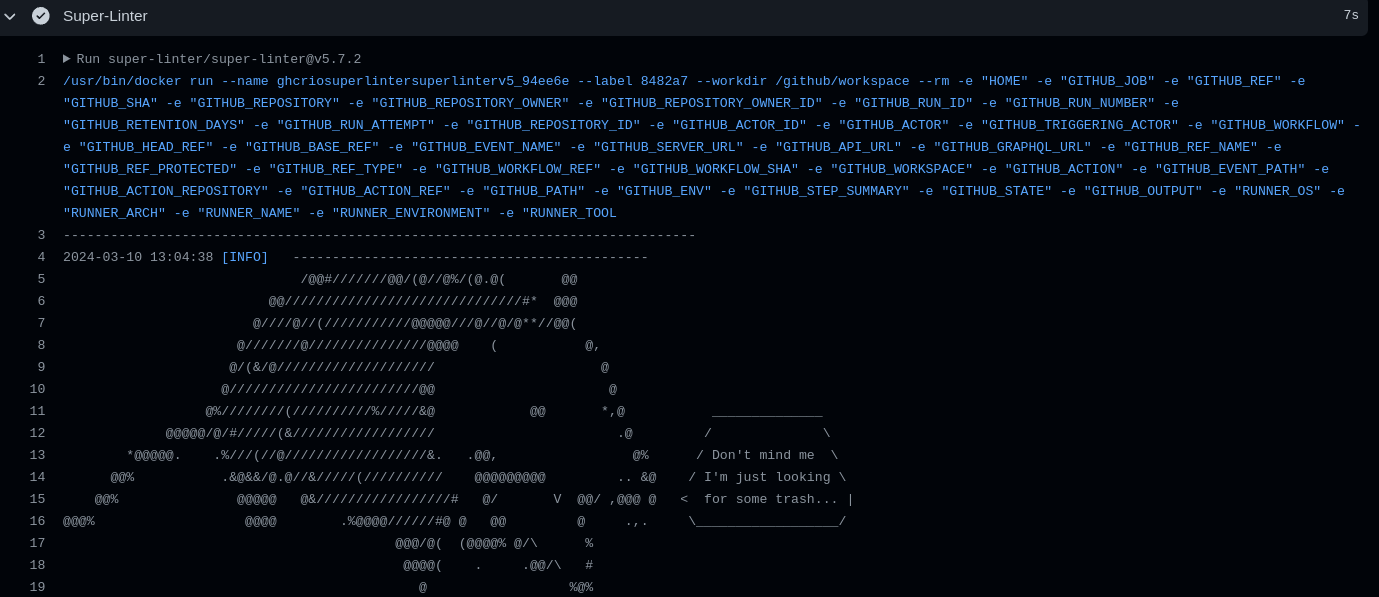 Super-Linter 7s
1 Run super-linter/super-linter@v5.7.2
2 /usr/bin/docker run --name ghcriosuperlintersuperlinterv5_94ee6e --label 8482a7 --workdir /github/workspace --rm -e "HOME" -e "GITHUB_JOB" -e "GITHUB_REF" -e
"GITHUB_SHA" -e "GITHUB_REPOSITORY" -e "GITHUB_REPOSITORY_OWNER" -e "GITHUB_REPOSITORY_OWNER_ID" -e "GITHUB_RUN_ID" -e "GITHUB_RUN_NUMBER" -e
"GITHUB_RETENTION_DAYS" -e "GITHUB_RUN_ATTEMPT" -e "GITHUB_REPOSITORY_ID" -e "GITHUB_ACTOR_ID" -e "GITHUB_ACTOR" -e "GITHUB_TRIGGERING_ACTOR" -e "GITHUB_WORKFLOW" -
e "GITHUB_HEAD_REF" -e "GITHUB_BASE_REF" -e "GITHUB_EVENT_NAME" -e "GITHUB_SERVER_URL" -e "GITHUB_API_URL" -e "GITHUB_GRAPHQL_URL" -e "GITHUB_REF_NAME" -e
"GITHUB_REF_PROTECTED" -e "GITHUB_REF_TYPE" -e "GITHUB_WORKFLOW_REF" -e "GITHUB_WORKFLOW_SHA" -e "GITHUB_WORKSPACE" -e "GITHUB_ACTION" -e "GITHUB_EVENT_PATH" -e
"GITHUB_ACTION_REPOSITORY" -e "GITHUB_ACTION_REF" -e "GITHUB_PATH" -e "GITHUB_ENV" -e "GITHUB_STEP_SUMMARY" -e "GITHUB_STATE" -e "GITHUB_OUTPUT" -e "RUNNER_OS" -e
"RUNNER_ARCH" -e "RUNNER_NAME" -e "RUNNER_ENVIRONMENT" -e "RUNNER_TOOL
3 --------------------------------------------------------------------------------
4 2024-03-10 13:04:38 [INFO]   ---------------------------------------------
5                               /@@#///////@@/(@//@%/(@.@(       @@
6                           @@//////////////////////////////#*  @@@
7                         @////@//(///////////@@@@@///@//@/@**//@@(
8                       @///////@///////////////@@@@    (           @,
9                      @/(&/@////////////////////                     @
10                     @////////////////////////@@                      @
11                   @%////////(//////////%/////&@            @@       *,@           ______________
12              @@@@@/@/#/////(&//////////////////                       .@         /              \
13         *@@@@@.    .%///(//@//////////////////&.   .@@,                 @%      / Don't mind me  \
14       @@%           .&@&&/@.@//&/////(//////////    @@@@@@@@@         .. &@    / I'm just looking \
15     @@%               @@@@@   @&/////////////////#   @/       V  @@/ ,@@@ @   <  for some trash... |
16 @@@%                   @@@@        .%@@@@//////#@ @   @@         @     .,.     \__________________/
17                                           @@@/@(  (@@@@% @/\      %
18                                            @@@@(    .     .@@/\   #
19                                              @                  %@%